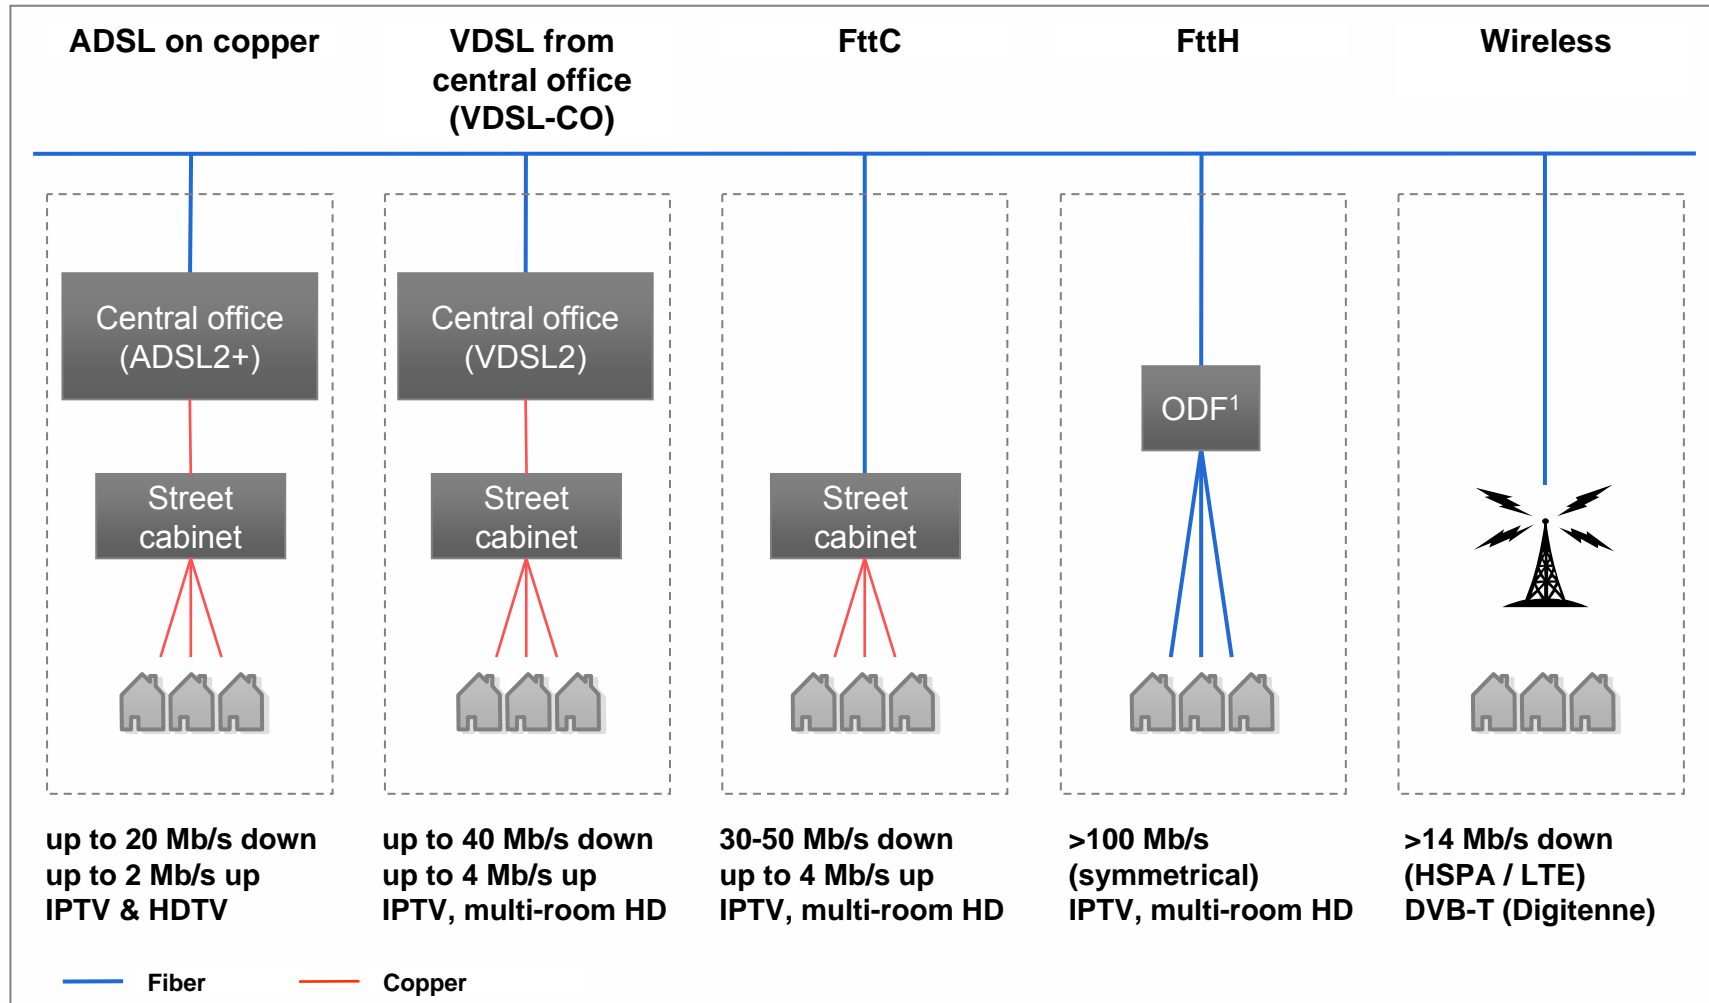 ADSL on copper
VDSL from
central office
(VDSL-CO)
FttC
FttH
Wireless
Central office
(ADSL2+)
Central office
(VDSL2)
ODF¹
Street
cabinet
Street
cabinet
Street
cabinet
up to 20 Mb/s down
up to 2 Mb/s up
IPTV & HDTV
up to 40 Mb/s down
up to 4 Mb/s up
IPTV, multi-room HD
30-50 Mb/s down
up to 4 Mb/s up
IPTV, multi-room HD
>100 Mb/s
(symmetrical)
IPTV, multi-room HD
>14 Mb/s down
(HSPA / LTE)
DVB-T (Digitenne)
Fiber
Copper